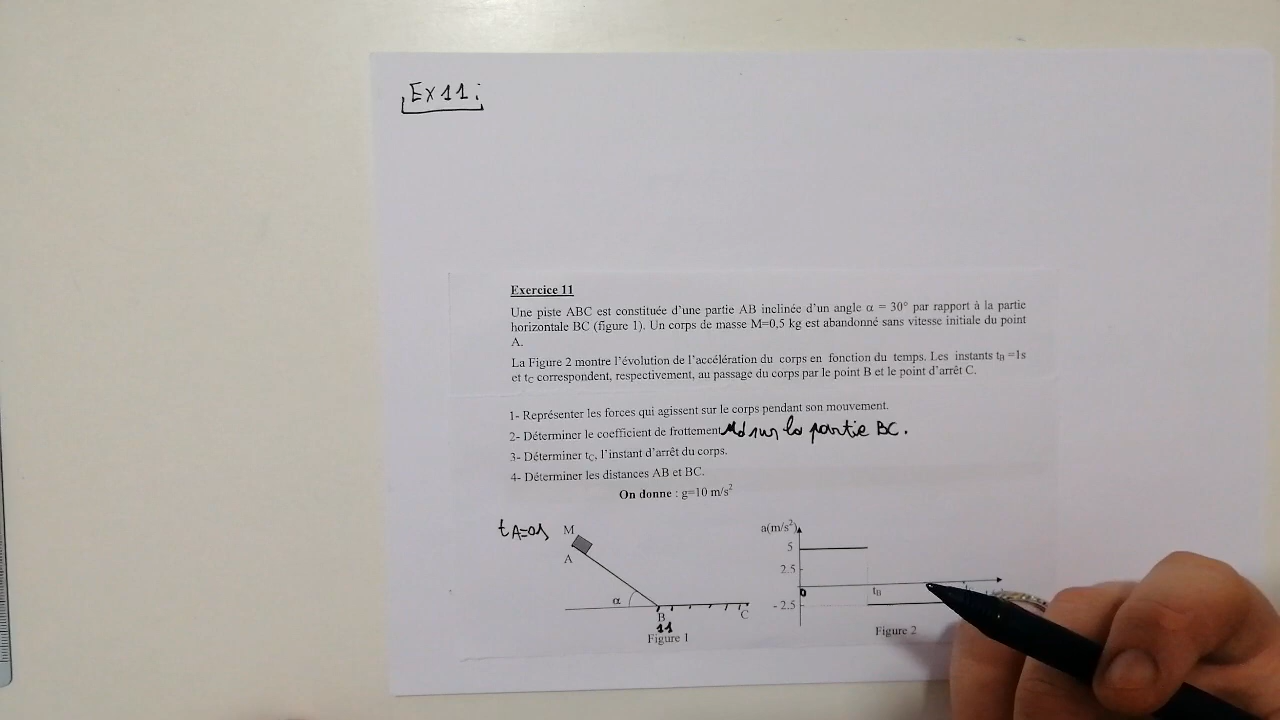 Ex 11:
Exercice 11
Une piste ABC est constituée d'une partie AB inclinée d'un angle α = 30° par rapport à la partie
horizontale BC (figure 1). Un corps de masse M=0,5 kg est abandonné sans vitesse initiale du point
A.
La Figure 2 montre l'évolution de l'accélération du corps en fonction du temps. Les instants tB =1s
et tC correspondent, respectivement, au passage du corps par le point B et le point d'arrêt C.
1- Représenter les forces qui agissent sur le corps pendant son mouvement.
2- Déterminer le coefficient de frottement μd sur la partie BC.
3- Déterminer tC, l'instant d'arrêt du corps.
4- Déterminer les distances AB et BC.
On donne : g=10 m/s²
tA=0s
M
A
α
B
C
Figure 1
a(m/s²)
5
2.5
0
tB
- 2.5
Figure 2